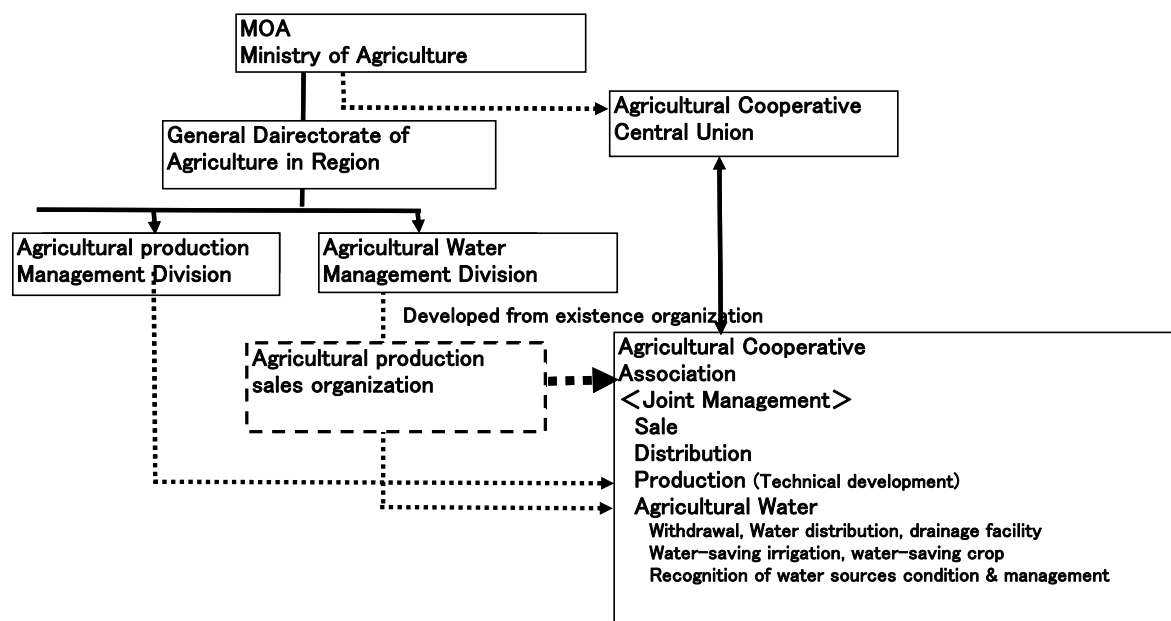 MOA
Ministry of Agriculture
Agricultural Cooperative
Central Union
General Dairectorate of
Agriculture in Region
Agricultural production
Management Division
Agricultural Water
Management Division
Developed from existence organization
Agricultural production
sales organization
Agricultural Cooperative
Association
＜Joint Management＞
Sale
Distribution
Production (Technical development)
Agricultural Water
Withdrawal, Water distribution, drainage facility
Water-saving irrigation, water-saving crop
Recognition of water sources condition & management